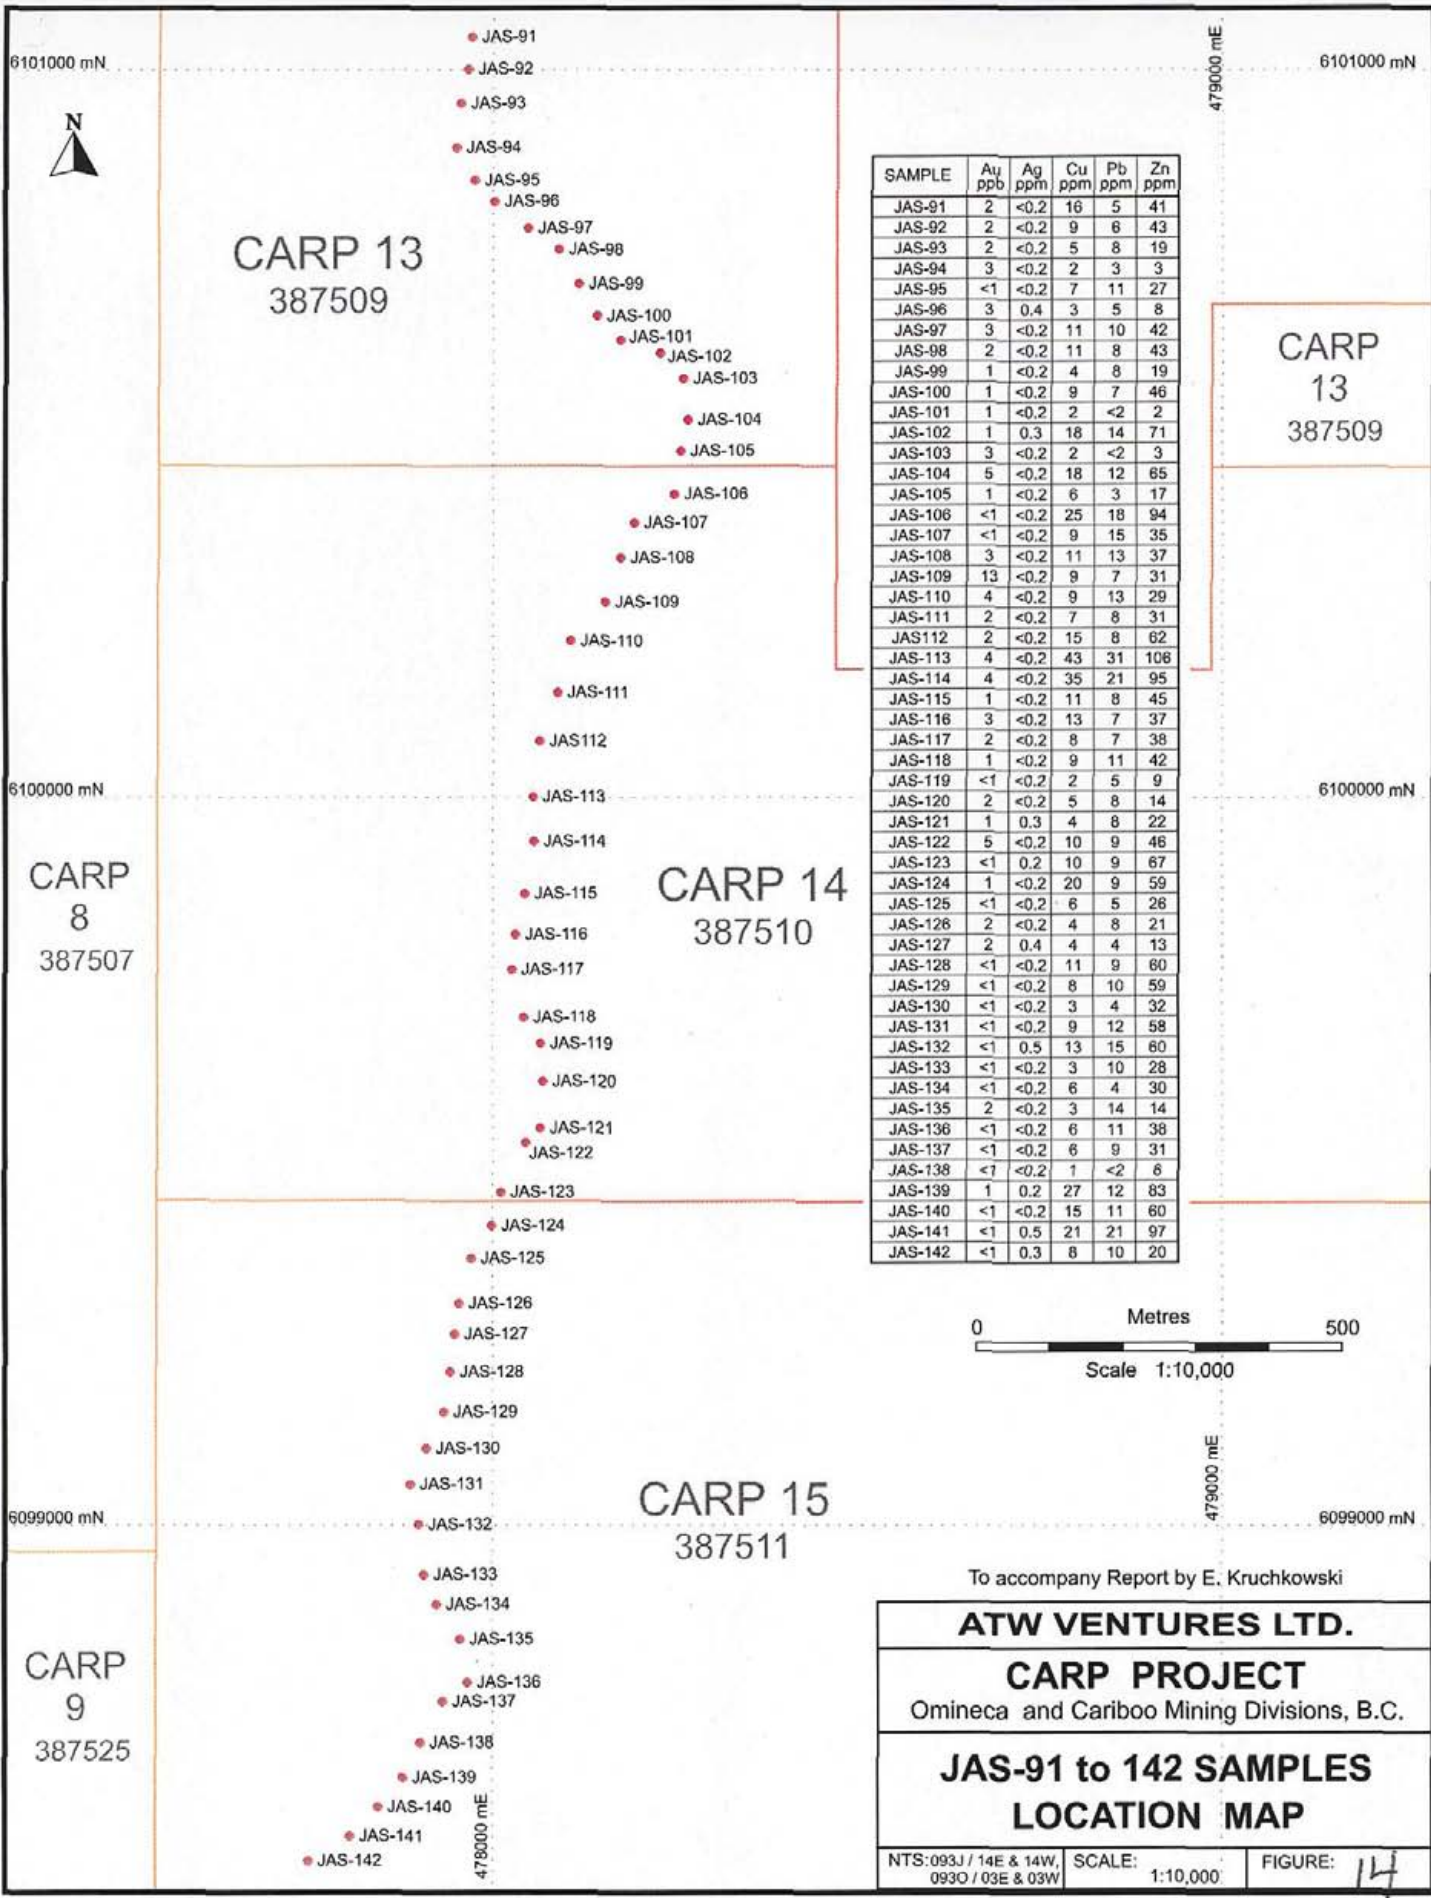 JAS-91
6101000 mN
JAS-92
479000 mE
6101000 mN
JAS-93
N
JAS-94
JAS-95
JAS-96
JAS-97
JAS-98
CARP 13
387509
JAS-99
JAS-100
JAS-101
JAS-102
JAS-103
JAS-104
JAS-105
CARP
13
387509
JAS-106
JAS-107
JAS-108
JAS-109
JAS-110
JAS-111
JAS112
6100000 mN
JAS-113
6100000 mN
JAS-114
CARP
8
387507
JAS-115
CARP 14
387510
JAS-116
JAS-117
JAS-118
JAS-119
JAS-120
JAS-121
JAS-122
JAS-123
JAS-124
JAS-125
JAS-126
JAS-127
JAS-128
JAS-129
JAS-130
JAS-131
CARP 15
387511
6099000 mN
JAS-132
479000 mE
6099000 mN
JAS-133
JAS-134
JAS-135
CARP
9
387525
JAS-136
JAS-137
JAS-138
JAS-139
JAS-140
JAS-141
JAS-142
478000 mE
SAMPLE Au ppb Ag ppm Cu ppm Pb ppm Zn ppm
JAS-91 2 <0.2 16 5 41
JAS-92 2 <0.2 9 6 43
JAS-93 2 <0.2 5 8 19
JAS-94 3 <0.2 2 3 3
JAS-95 <1 <0.2 7 11 27
JAS-96 3 0.4 3 5 8
JAS-97 3 <0.2 11 10 42
JAS-98 2 <0.2 11 8 43
JAS-99 1 <0.2 4 8 19
JAS-100 1 <0.2 9 7 46
JAS-101 1 <0.2 2 <2 2
JAS-102 1 0.3 18 14 71
JAS-103 3 <0.2 2 <2 3
JAS-104 5 <0.2 18 12 65
JAS-105 1 <0.2 6 3 17
JAS-106 <1 <0.2 25 18 94
JAS-107 <1 <0.2 9 15 35
JAS-108 3 <0.2 11 13 37
JAS-109 13 <0.2 9 7 31
JAS-110 4 <0.2 9 13 29
JAS-111 2 <0.2 7 8 31
JAS112 2 <0.2 15 8 62
JAS-113 4 <0.2 43 31 106
JAS-114 4 <0.2 35 21 95
JAS-115 1 <0.2 11 8 45
JAS-116 3 <0.2 13 7 37
JAS-117 2 <0.2 8 7 38
JAS-118 1 <0.2 9 11 42
JAS-119 <1 <0.2 2 5 9
JAS-120 2 <0.2 5 8 14
JAS-121 1 0.3 4 8 22
JAS-122 5 <0.2 10 9 46
JAS-123 <1 0.2 10 9 67
JAS-124 1 <0.2 20 9 59
JAS-125 <1 <0.2 6 5 26
JAS-126 2 <0.2 4 8 21
JAS-127 2 0.4 4 4 13
JAS-128 <1 <0.2 11 9 60
JAS-129 <1 <0.2 8 10 59
JAS-130 <1 <0.2 3 4 32
JAS-131 <1 <0.2 9 12 58
JAS-132 <1 0.5 13 15 60
JAS-133 <1 <0.2 3 10 28
JAS-134 <1 <0.2 6 4 30
JAS-135 2 <0.2 3 14 14
JAS-136 <1 <0.2 6 11 38
JAS-137 <1 <0.2 6 9 31
JAS-138 <1 <0.2 1 <2 6
JAS-139 1 0.2 27 12 83
JAS-140 <1 <0.2 15 11 60
JAS-141 <1 0.5 21 21 97
JAS-142 <1 0.3 8 10 20
Metres
0 500
Scale 1:10,000
To accompany Report by E. Kruchkowski
ATW VENTURES LTD.
CARP PROJECT
Omineca and Cariboo Mining Divisions, B.C.
JAS-91 to 142 SAMPLES
LOCATION MAP
NTS:093J / 14E & 14W,
093O / 03E & 03W
SCALE:
1:10,000
FIGURE: 14